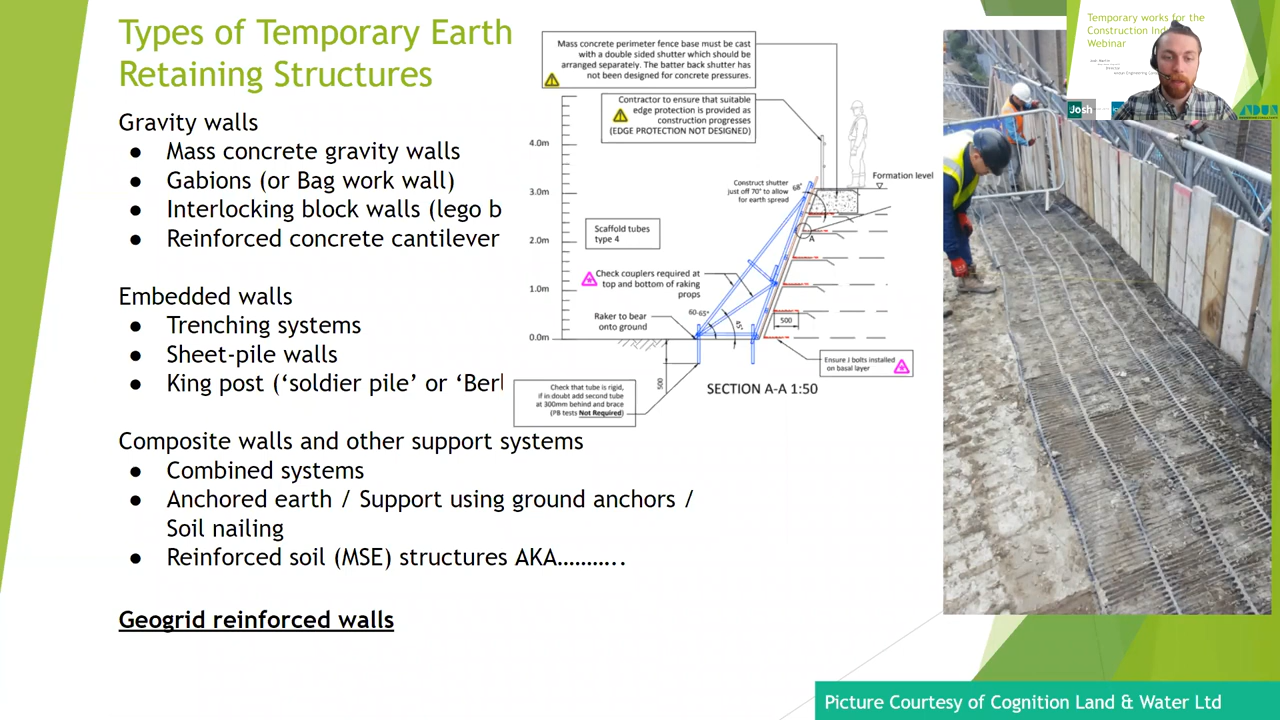 Types of Temporary Earth
Retaining Structures
Gravity walls
● Mass concrete gravity walls
● Gabions (or Bag work wall)
● Interlocking block walls (lego b
● Reinforced concrete cantilever
Embedded walls
● Trenching systems
● Sheet-pile walls
● King post (‘soldier pile’ or ‘Berl
Composite walls and other support systems
● Combined systems
● Anchored earth / Support using ground anchors /
Soil nailing
● Reinforced soil (MSE) structures AKA………..
Geogrid reinforced walls
Mass concrete perimeter fence base must be cast
with a double sided shutter which should be
arranged separately. The batter back shutter has
not been designed for concrete pressures.
Contractor to ensure that suitable
edge protection is provided as
construction progresses
(EDGE PROTECTION NOT DESIGNED)
4.0m
3.0m
2.0m
1.0m
0.0m
Construct shutter
just off 70° to allow
for earth spread
68°
Formation level
A
Scaffold tubes
type 4
Check couplers required at
top and bottom of raking
props
Raker to bear
onto ground
60-65°
45°
500
500
Ensure J bolts installed
on basal layer
Check that tube is rigid,
if in doubt add second tube
at 300mm behind and brace
(PB tests Not Required)
SECTION A-A 1:50
Temporary works for the
Construction Ind
Webinar
Josh
Picture Courtesy of Cognition Land & Water Ltd